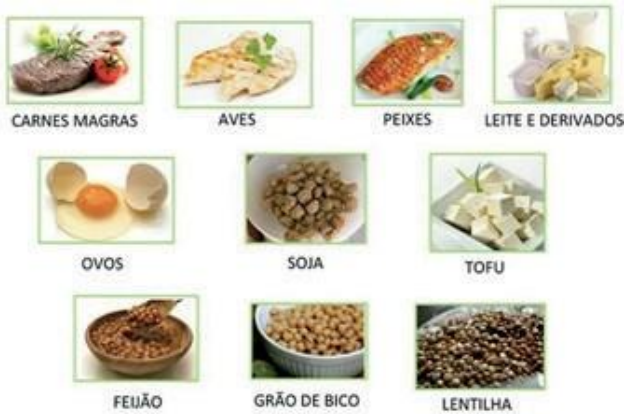 CARNES MAGRAS
AVES
PEIXES
LEITE E DERIVADOS
OVOS
SOJA
TOFU
FEIJÃO
GRÃO DE BICO
LENTILHA